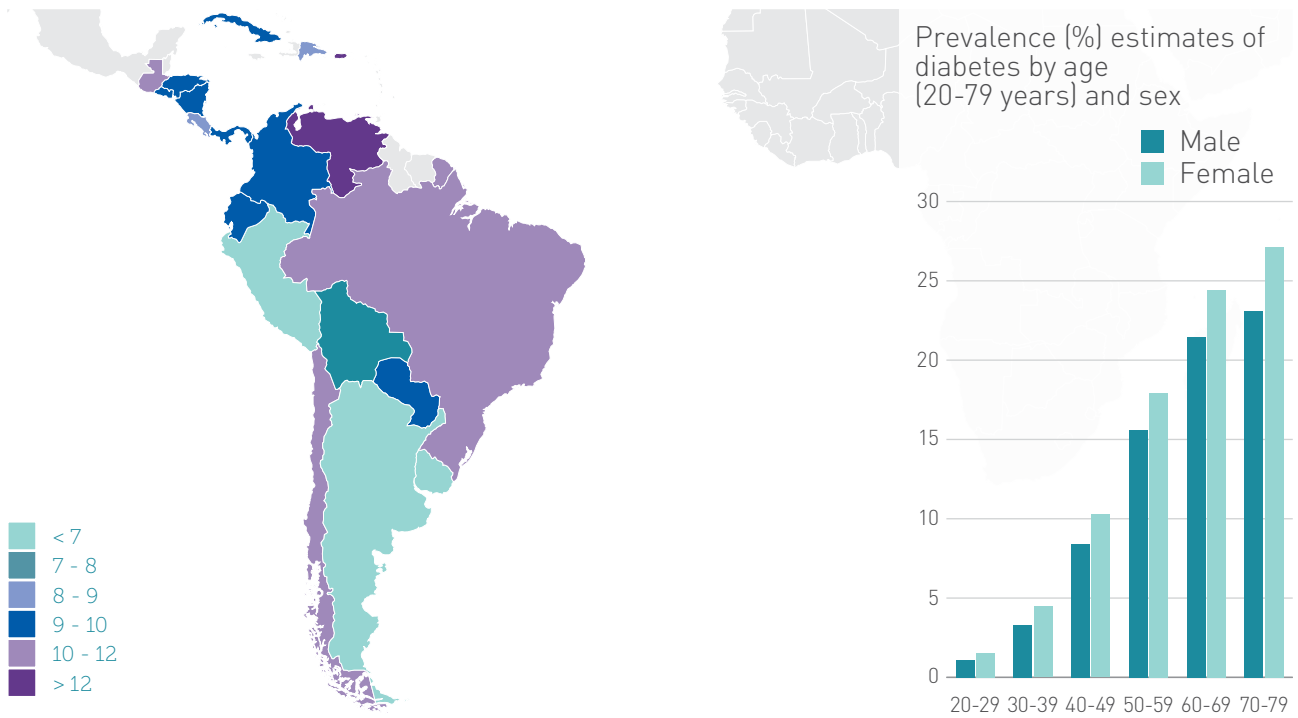 Prevalence (%) estimates of
diabetes by age
(20-79 years) and sex
Male
Female
30
25
20
15
10
5
0
20-29 30-39 40-49 50-59 60-69 70-79
< 7
7 - 8
8 - 9
9 - 10
10 - 12
> 12